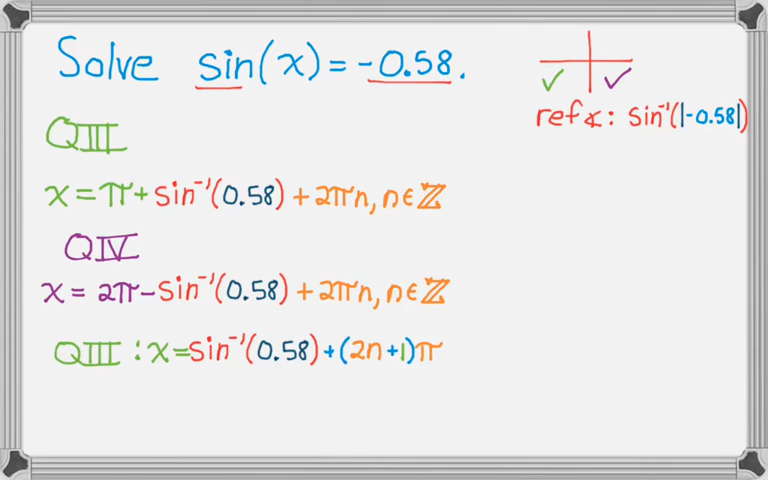 Solve sin(x) = -0.58.
ref∡: sin⁻¹(|-0.58|)
QIII
x = π + sin⁻¹(0.58) + 2πn, n∈ℤ
QIV
x = 2π - sin⁻¹(0.58) + 2πn, n∈ℤ
QIII : x = sin⁻¹(0.58) + (2n + 1)π